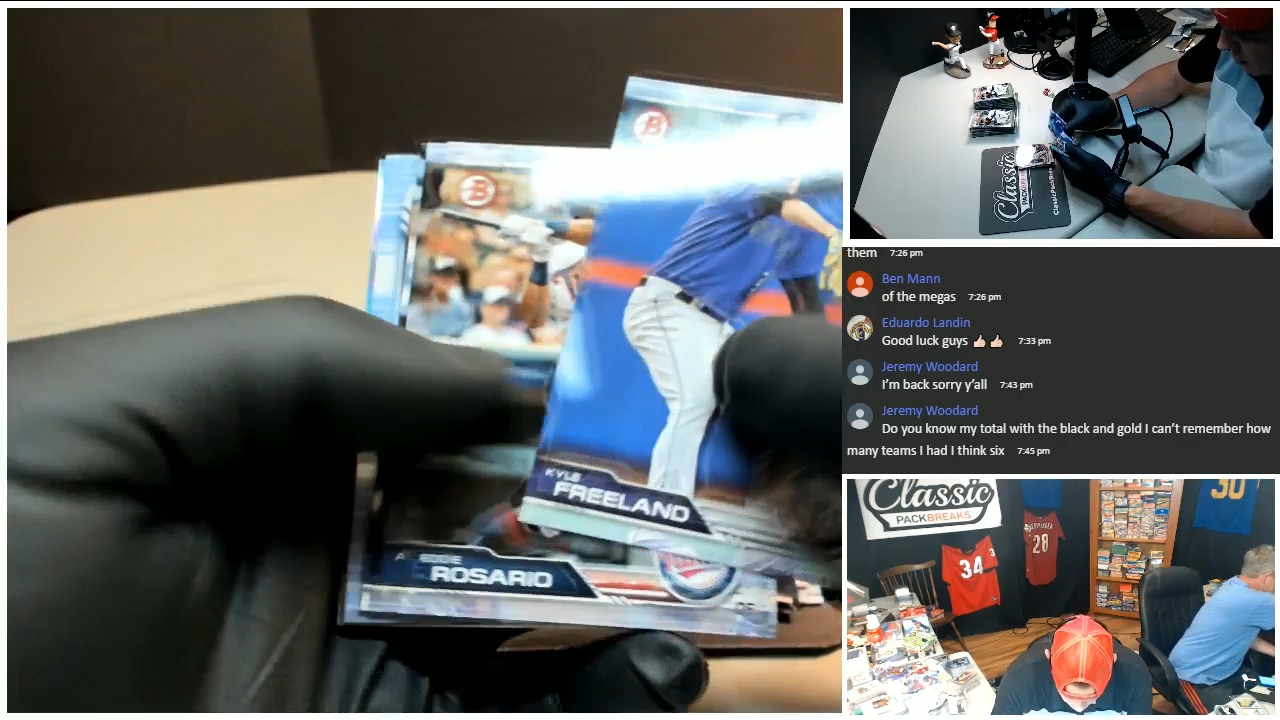 B
B
KYLE
FREELAND
EDDIE
ROSARIO
Classic
PACKBREAKS
them 7:26 pm
Ben Mann
of the megas 7:26 pm
Eduardo Landin
Good luck guys 👍🏻👍🏻 7:33 pm
Jeremy Woodard
I'm back sorry y'all 7:43 pm
Jeremy Woodard
Do you know my total with the black and gold I can't remember how
many teams I had I think six 7:45 pm
Classic
PACKBREAKS
34
28
30